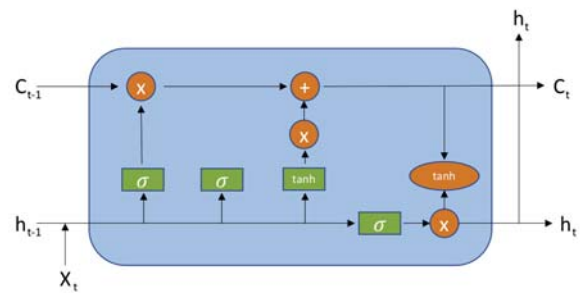 h_t
C_{t-1}
x
+
C_t
x
σ
σ
tanh
tanh
h_{t-1}
σ
x
h_t
X_t